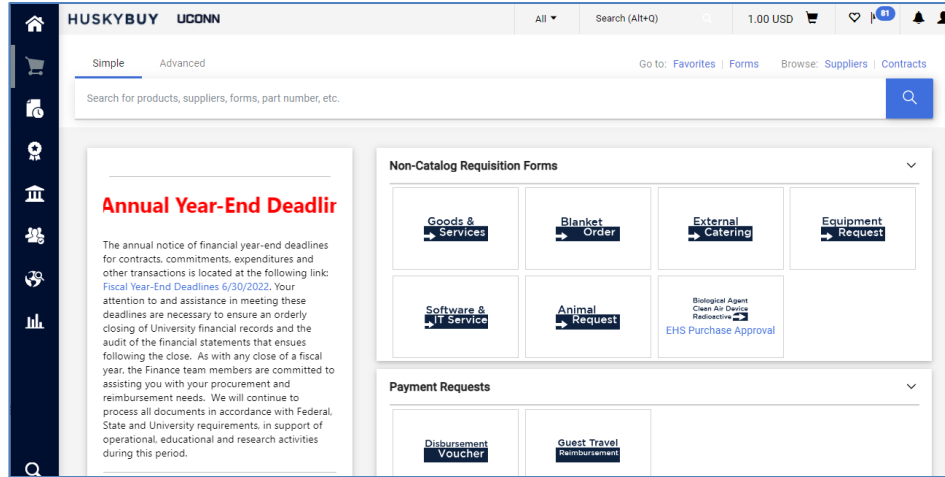 HUSKYBUY UCONN
All
Search (Alt+Q)
1.00 USD
81
Simple
Advanced
Go to: Favorites | Forms Browse: Suppliers | Contracts
Search for products, suppliers, forms, part number, etc.
Annual Year-End Deadlin
The annual notice of financial year-end deadlines
for contracts, commitments, expenditures and
other transactions is located at the following link:
Fiscal Year-End Deadlines 6/30/2022. Your
attention to and assistance in meeting these
deadlines are necessary to ensure an orderly
closing of University financial records and the
audit of the financial statements that ensues
following the close. As with any close of a fiscal
year, the Finance team members are committed to
assisting you with your procurement and
reimbursement needs. We will continue to
process all documents in accordance with Federal,
State and University requirements, in support of
operational, educational and research activities
during this period.
Non-Catalog Requisition Forms
Goods &
Services
Blanket
Order
External
Catering
Equipment
Request
Software &
IT Service
Animal
Request
Biological Agent
Clean Air Device
Radioactive
EHS Purchase Approval
Payment Requests
Disbursement
Voucher
Guest Travel
Reimbursement